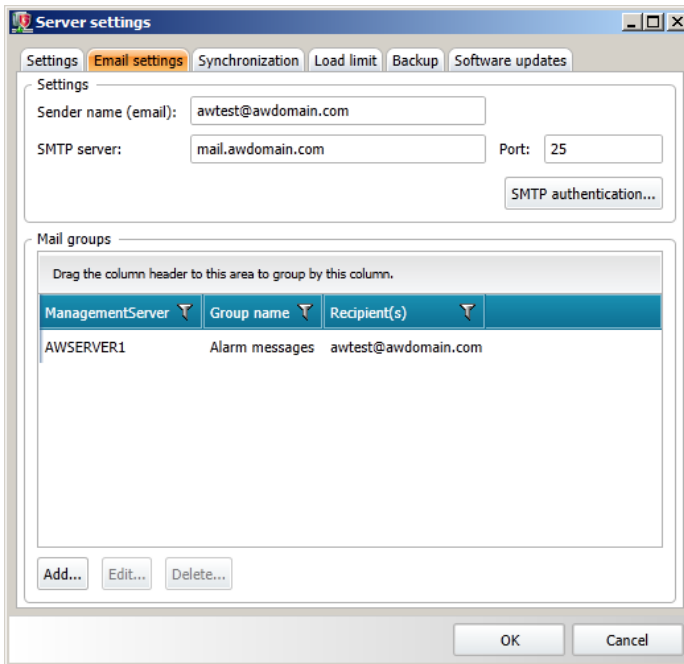 Server settings
Settings Email settings Synchronization Load limit Backup Software updates
Settings
Sender name (email): awtest@awdomain.com
SMTP server: mail.awdomain.com Port: 25
SMTP authentication...
Mail groups
Drag the column header to this area to group by this column.
ManagementServer Group name Recipient(s)
AWSERVER1 Alarm messages awtest@awdomain.com
Add... Edit... Delete...
OK Cancel